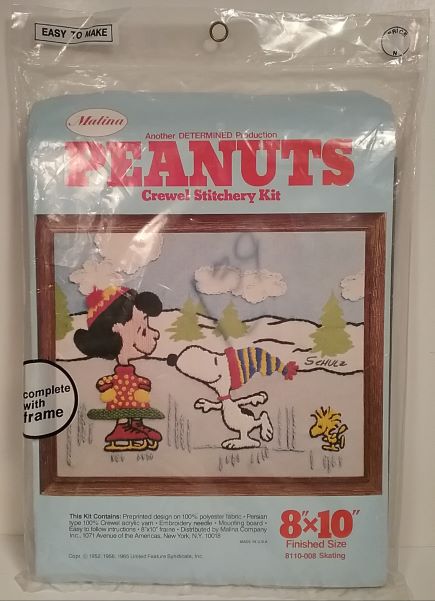 EASY TO MAKE
PRICE
Malina
Another DETERMINED Production
PEANUTS
Crewel Stitchery Kit
SCHULZ
complete
with
frame
This Kit Contains: Preprinted design on 100% polyester fabric • Persian
type 100% Crewel acrylic yarn • Embroidery needle • Mounting board •
Easy to follow intructions • 8"x10" frame • Distributed by Malina Company
Inc., 1071 Avenue of the Americas, New York, N.Y. 10018
MADE IN U.S.A.
Copr. © 1952, 1958, 1965 United Feature Syndicate, Inc.
8"x10"
Finished Size
8110-008 Skating